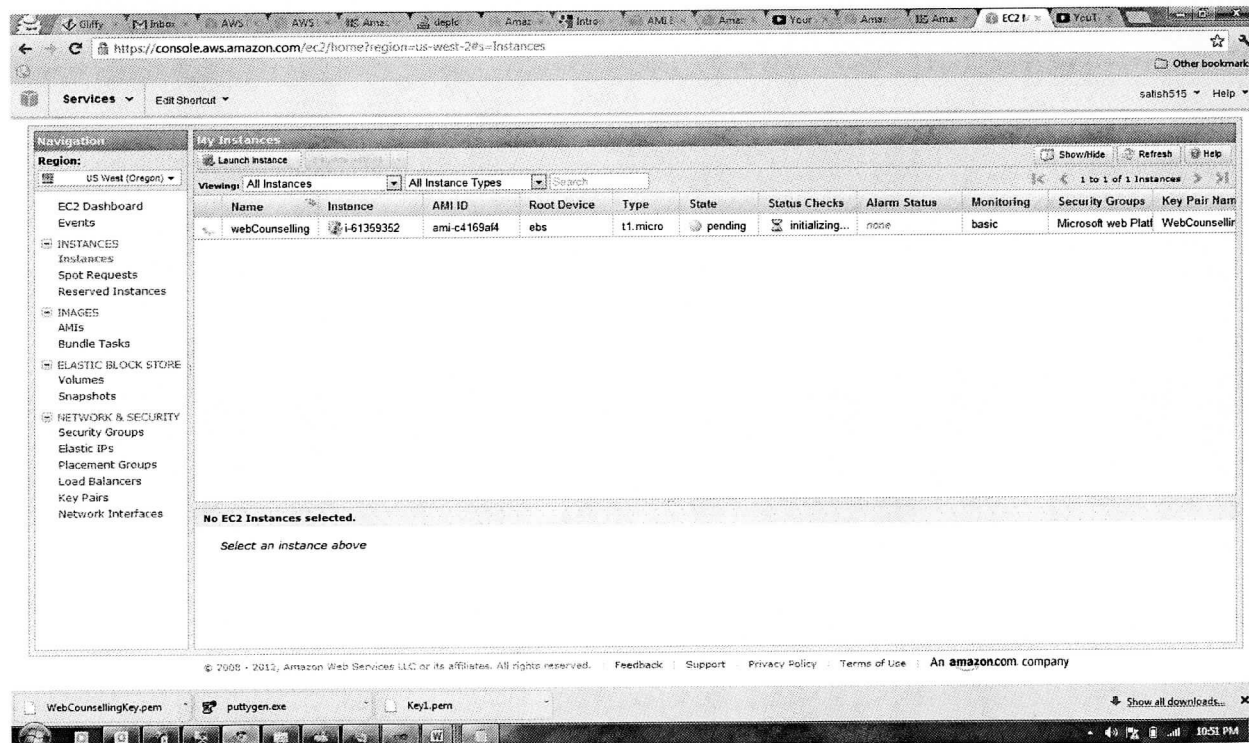 Gliffy Inbox AWS AWS IIS Amaz deplo Amaz Intro AMI E Amaz Your Amaz IIS Amaz EC2 M YouT
https://console.aws.amazon.com/ec2/home?region=us-west-2#s=Instances
Other bookmark
Services Edit Shortcut satish515 Help
Navigation
Region:
US West (Oregon)
EC2 Dashboard
Events
INSTANCES
Instances
Spot Requests
Reserved Instances
IMAGES
AMIs
Bundle Tasks
ELASTIC BLOCK STORE
Volumes
Snapshots
NETWORK & SECURITY
Security Groups
Elastic IPs
Placement Groups
Load Balancers
Key Pairs
Network Interfaces
My Instances
Launch Instance Show/Hide Refresh Help
Viewing: All Instances All Instance Types Search 1 to 1 of 1 Instances
Name Instance AMI ID Root Device Type State Status Checks Alarm Status Monitoring Security Groups Key Pair Nam
webCounselling i-61359352 ami-c4169af4 ebs t1.micro pending initializing... none basic Microsoft web Platf WebCounsellin
No EC2 Instances selected.
Select an instance above
© 2008 - 2012, Amazon Web Services LLC or its affiliates. All rights reserved. Feedback Support Privacy Policy Terms of Use An amazon.com. company
WebCounsellingKey.pem puttygen.exe Key1.pem Show all downloads...
10:51 PM